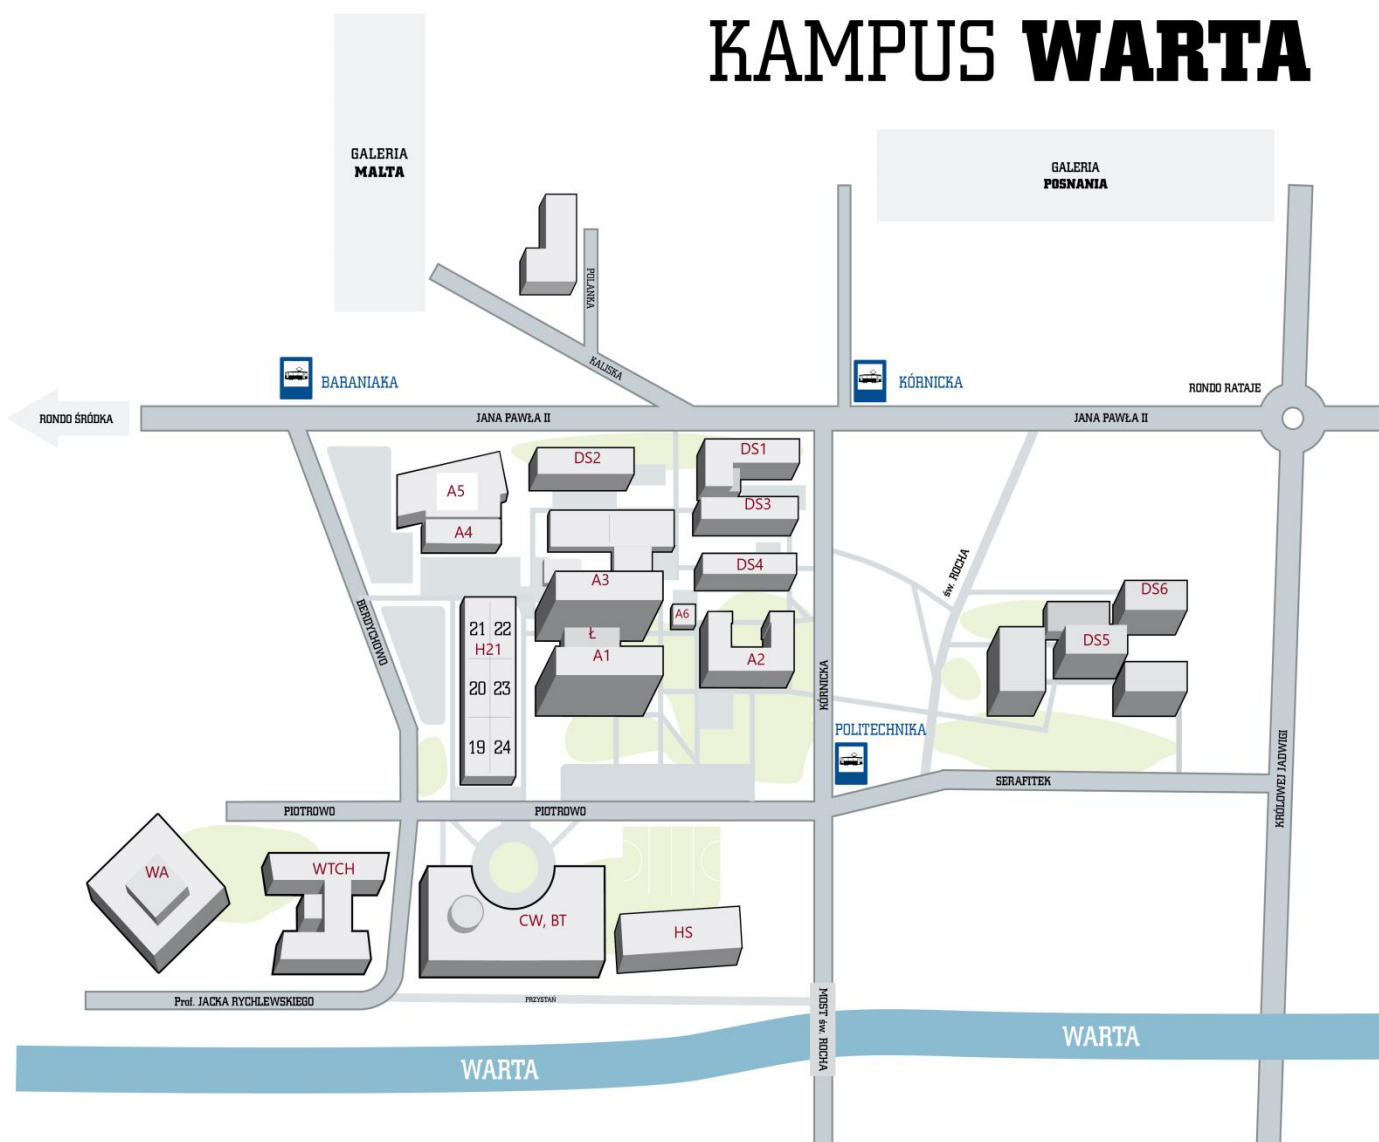 KAMPUS WARTA
GALERIA
MALTA
GALERIA
POSNANIA
POLANKA
KALISKA
BARANIAKA
KÓRNICKA
RONDO RATAJE
RONDO ŚRÓDKA
JANA PAWŁA II
JANA PAWŁA II
DS2
DS1
A5
A4
DS3
DS4
A3
A6
Ł
A1
A2
św. ROCHA
DS6
DS5
BERDYCHOWO
21 22
H21
20 23
19 24
KÓRNICKA
POLITECHNIKA
SERAFITEK
KRÓLOWEJ JADWIGI
PIOTROWO
PIOTROWO
WA
WTCH
CW, BT
HS
Prof. JACKA RYCHLEWSKIEGO
PRZYSTAŃ
MOST św. ROCHA
WARTA
WARTA